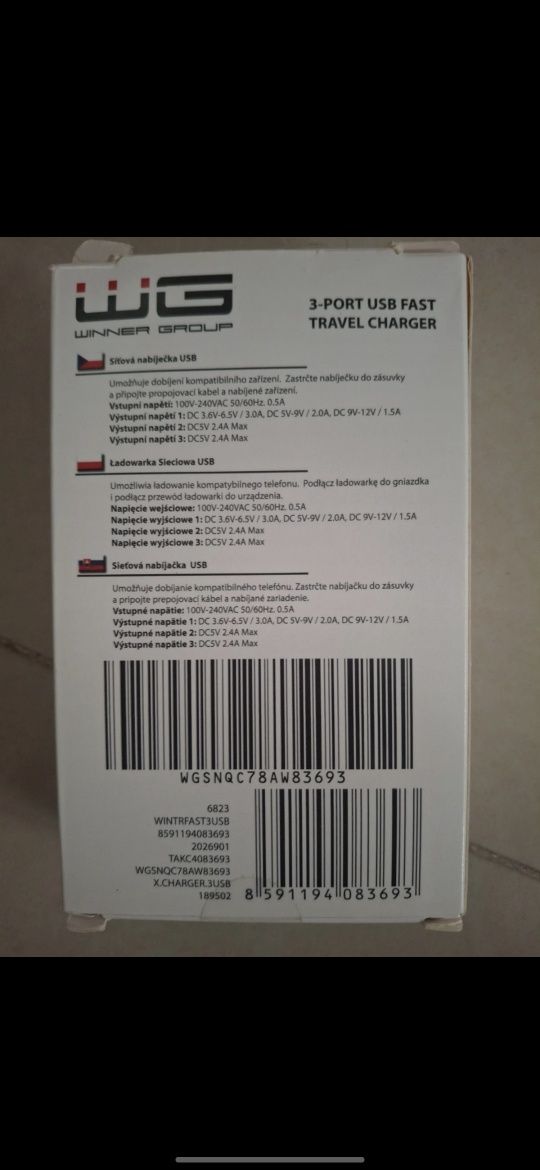 WG
WINNER GROUP
3-PORT USB FAST
TRAVEL CHARGER
Síťová nabíječka USB
Umožňuje dobíjení kompatibilního zařízení. Zastrčte nabíječku do zásuvky
a připojte propojovací kabel a nabíjené zařízení.
Vstupní napětí: 100V-240VAC 50/60Hz. 0.5A
Výstupní napětí 1: DC 3.6V-6.5V / 3.0A, DC 5V-9V / 2.0A, DC 9V-12V / 1.5A
Výstupní napětí 2: DC5V 2.4A Max
Výstupní napětí 3: DC5V 2.4A Max
Ładowarka Sieciowa USB
Umożliwia ładowanie kompatybilnego telefonu. Podłącz ładowarkę do gniazdka
i podłącz przewód ładowarki do urządzenia.
Napięcie wejściowe: 100V-240VAC 50/60Hz. 0.5A
Napięcie wyjściowe 1: DC 3.6V-6.5V / 3.0A, DC 5V-9V / 2.0A, DC 9V-12V / 1.5A
Napięcie wyjściowe 2: DC5V 2.4A Max
Napięcie wyjściowe 3: DC5V 2.4A Max
Sieťová nabíjačka USB
Umožňuje dobíjanie kompatibilného telefónu. Zastrčte nabíjačku do zásuvky
a pripojte prepojovací kábel a nabíjané zariadenie.
Vstupné napätie: 100V-240VAC 50/60Hz. 0.5A
Výstupné napätie 1: DC 3.6V-6.5V / 3.0A, DC 5V-9V / 2.0A, DC 9V-12V / 1.5A
Výstupné napätie 2: DC5V 2.4A Max
Výstupné napätie 3: DC5V 2.4A Max
WGSNQC78AW83693
6823
WINTRFAST3USB
8591194083693
2026901
TAKC4083693
WGSNQC78AW83693
X.CHARGER.3USB
189502
8 591194 083693